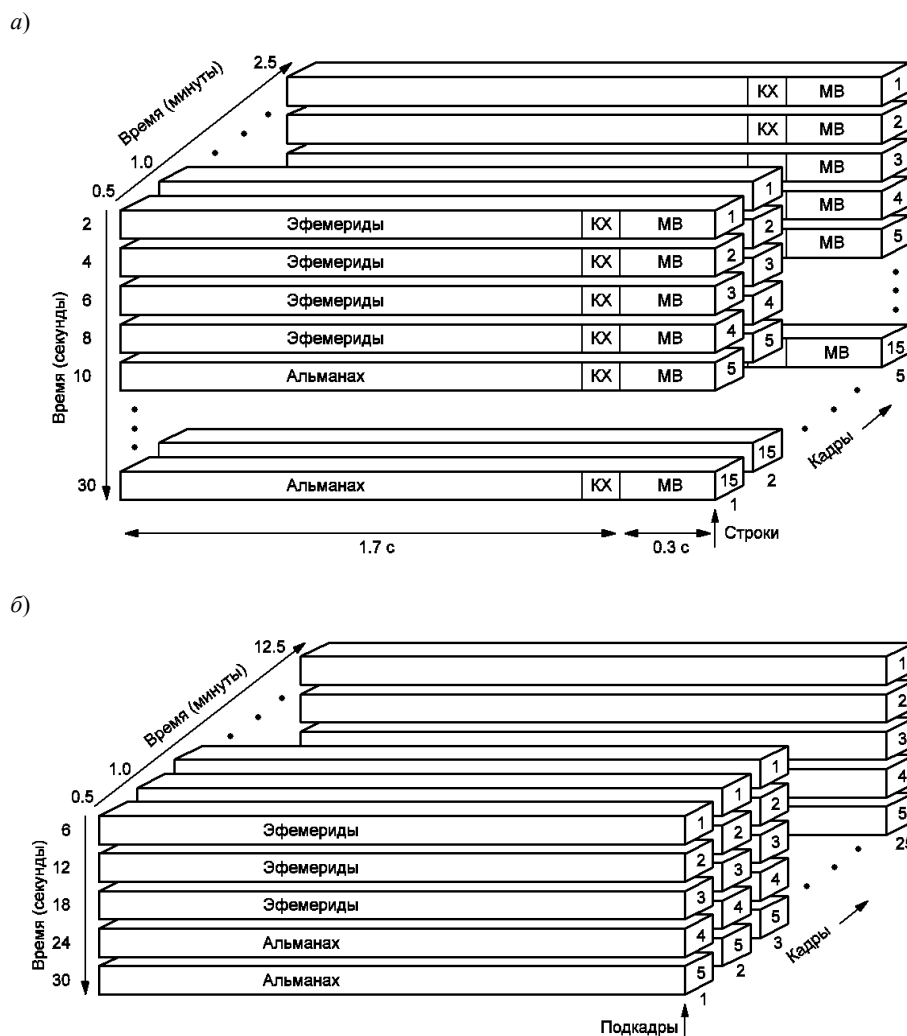 а)
Время (минуты)
2.5
1.0
0.5
КХ МВ 1
КХ МВ 2
МВ 3
МВ 4
МВ 5
МВ 15
5
1
2
3
4
5
15
2
Время (секунды)
2 Эфемериды КХ МВ 1
4 Эфемериды КХ МВ 2
6 Эфемериды КХ МВ 3
8 Эфемериды КХ МВ 4
10 Альманах КХ МВ 5
30 Альманах КХ МВ 15
1
Кадры
Строки
1.7 с 0.3 с
б)
Время (минуты)
12.5
1.0
0.5
1
2
3
4
5
25
1
2
3
4
5
3
1
2
3
4
5
2
Время (секунды)
6 Эфемериды 1
12 Эфемериды 2
18 Эфемериды 3
24 Альманах 4
30 Альманах 5
1
Кадры
Подкадры